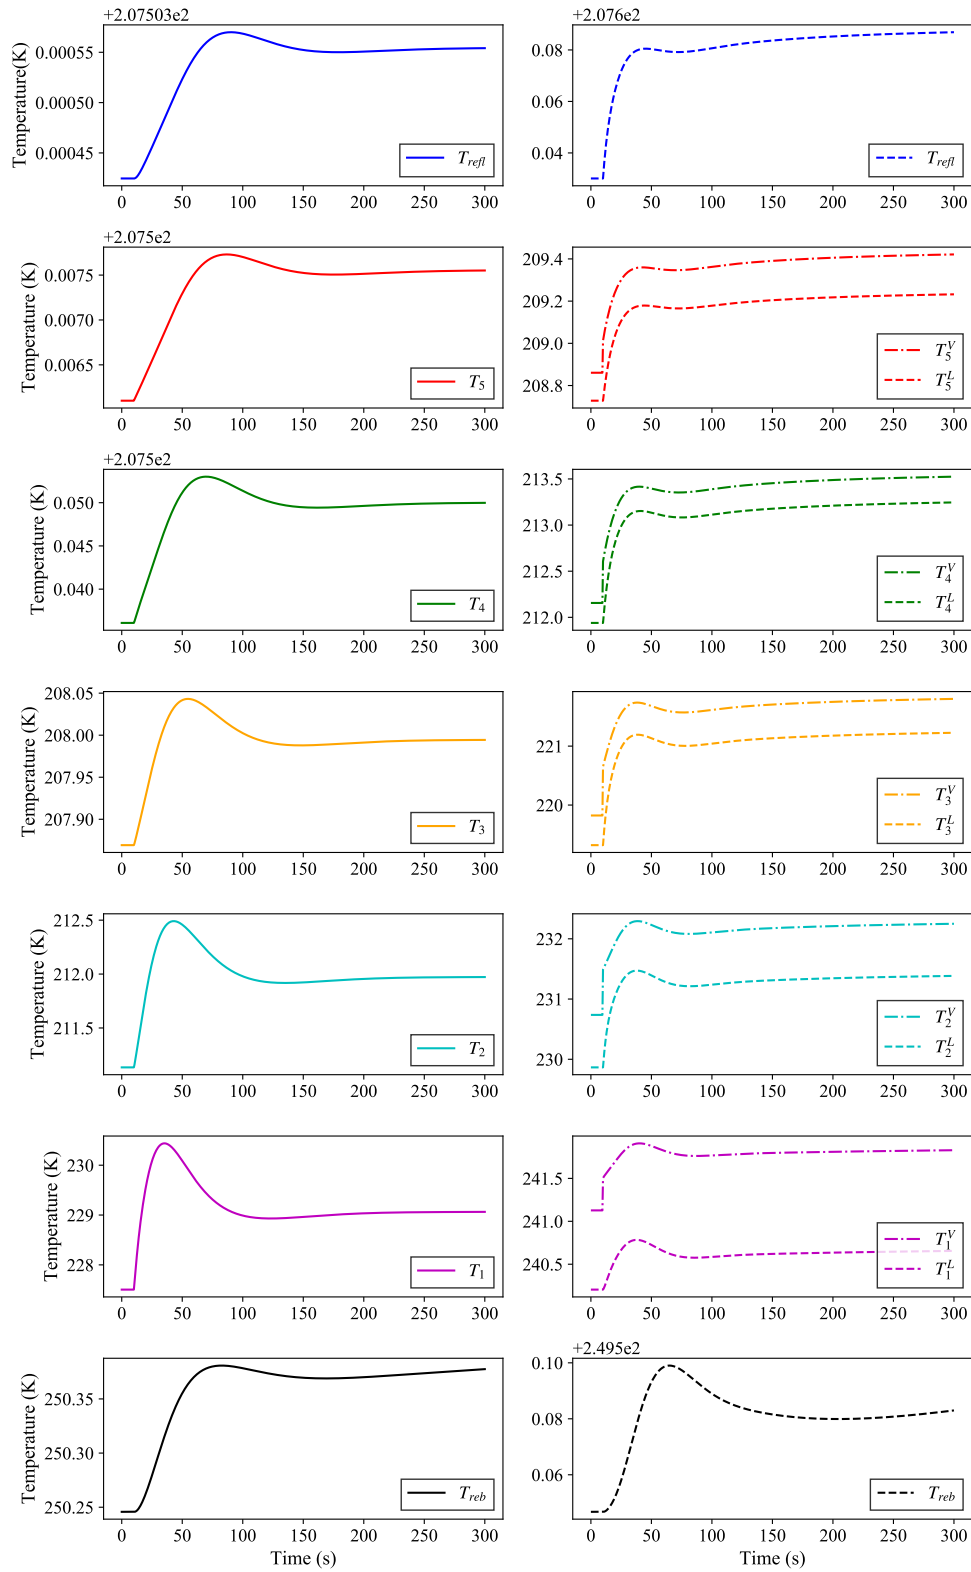 +2.07503e2
Temperature(K)
0.00055
0.00050
0.00045
T_refl
0 50 100 150 200 250 300
+2.076e2
0.08
0.06
0.04
T_refl
0 50 100 150 200 250 300
+2.075e2
Temperature (K)
0.0075
0.0070
0.0065
T_5
0 50 100 150 200 250 300
209.4
209.2
209.0
208.8
T_5^V
T_5^L
0 50 100 150 200 250 300
+2.075e2
Temperature (K)
0.050
0.045
0.040
T_4
0 50 100 150 200 250 300
213.5
213.0
212.5
212.0
T_4^V
T_4^L
0 50 100 150 200 250 300
Temperature (K)
208.05
208.00
207.95
207.90
T_3
0 50 100 150 200 250 300
221
220
T_3^V
T_3^L
0 50 100 150 200 250 300
Temperature (K)
212.5
212.0
211.5
T_2
0 50 100 150 200 250 300
232
231
230
T_2^V
T_2^L
0 50 100 150 200 250 300
Temperature (K)
230
229
228
T_1
0 50 100 150 200 250 300
241.5
241.0
240.5
T_1^V
T_1^L
0 50 100 150 200 250 300
Temperature (K)
250.35
250.30
250.25
T_reb
0 50 100 150 200 250 300
Time (s)
+2.495e2
0.10
0.08
0.06
T_reb
0 50 100 150 200 250 300
Time (s)